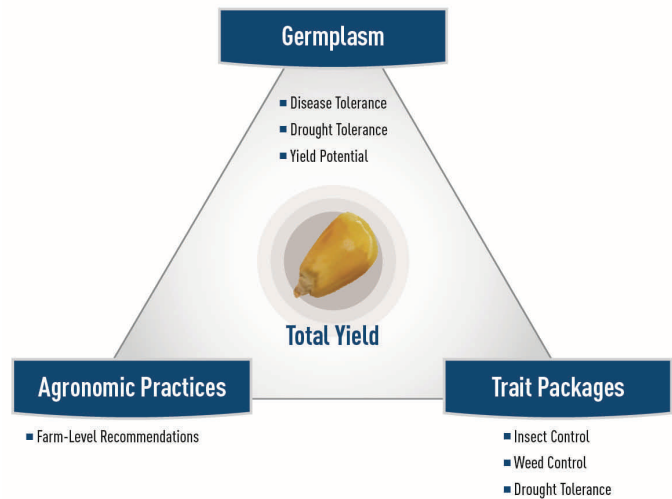 Germplasm
Disease Tolerance
Drought Tolerance
Yield Potential
Total Yield
Agronomic Practices
Farm-Level Recommendations
Trait Packages
Insect Control
Weed Control
Drought Tolerance